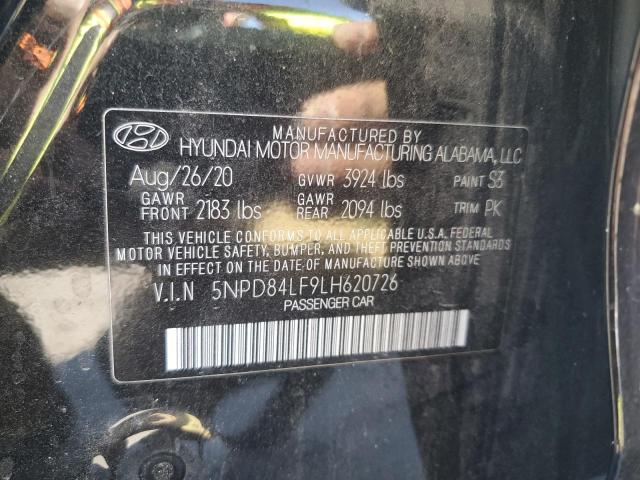 MANUFACTURED BY
HYUNDAI MOTOR MANUFACTURING ALABAMA, LLC
Aug/26/20 GVWR 3924 lbs PAINT S3
GAWR FRONT 2183 lbs GAWR REAR 2094 lbs TRIM PK
THIS VEHICLE CONFORMS TO ALL APPLICABLE U.S.A. FEDERAL
MOTOR VEHICLE SAFETY, BUMPER, AND THEFT PREVENTION STANDARDS
IN EFFECT ON THE DATE OF MANUFACTURE SHOWN ABOVE.
V.I.N 5NPD84LF9LH620726
PASSENGER CAR